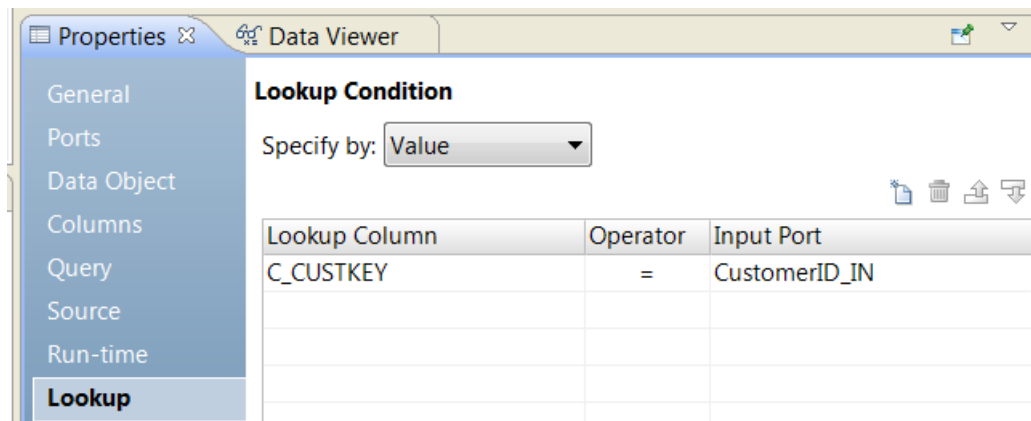 Properties Data Viewer
General
Ports
Data Object
Columns
Query
Source
Run-time
Lookup
Lookup Condition
Specify by: Value
Lookup Column Operator Input Port
C_CUSTKEY = CustomerID_IN